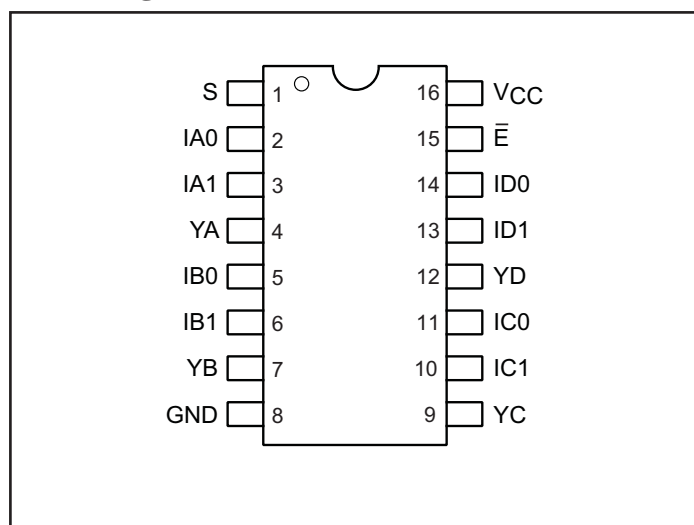 S 1 16 VCC
IA0 2 15 E̅
IA1 3 14 ID0
YA 4 13 ID1
IB0 5 12 YD
IB1 6 11 IC0
YB 7 10 IC1
GND 8 9 YC